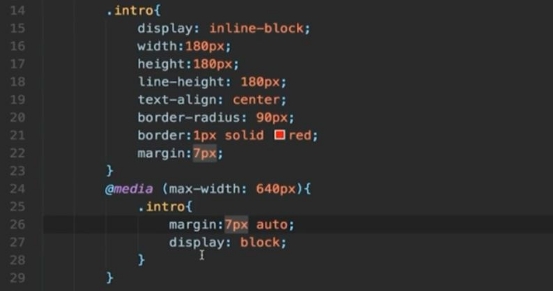 14 .intro{
15 display: inline-block;
16 width:180px;
17 height:180px;
18 line-height: 180px;
19 text-align: center;
20 border-radius: 90px;
21 border:1px solid red;
22 margin:7px;
23 }
24 @media (max-width: 640px){
25 .intro{
26 margin:7px auto;
27 display: block;
28 }
29 }